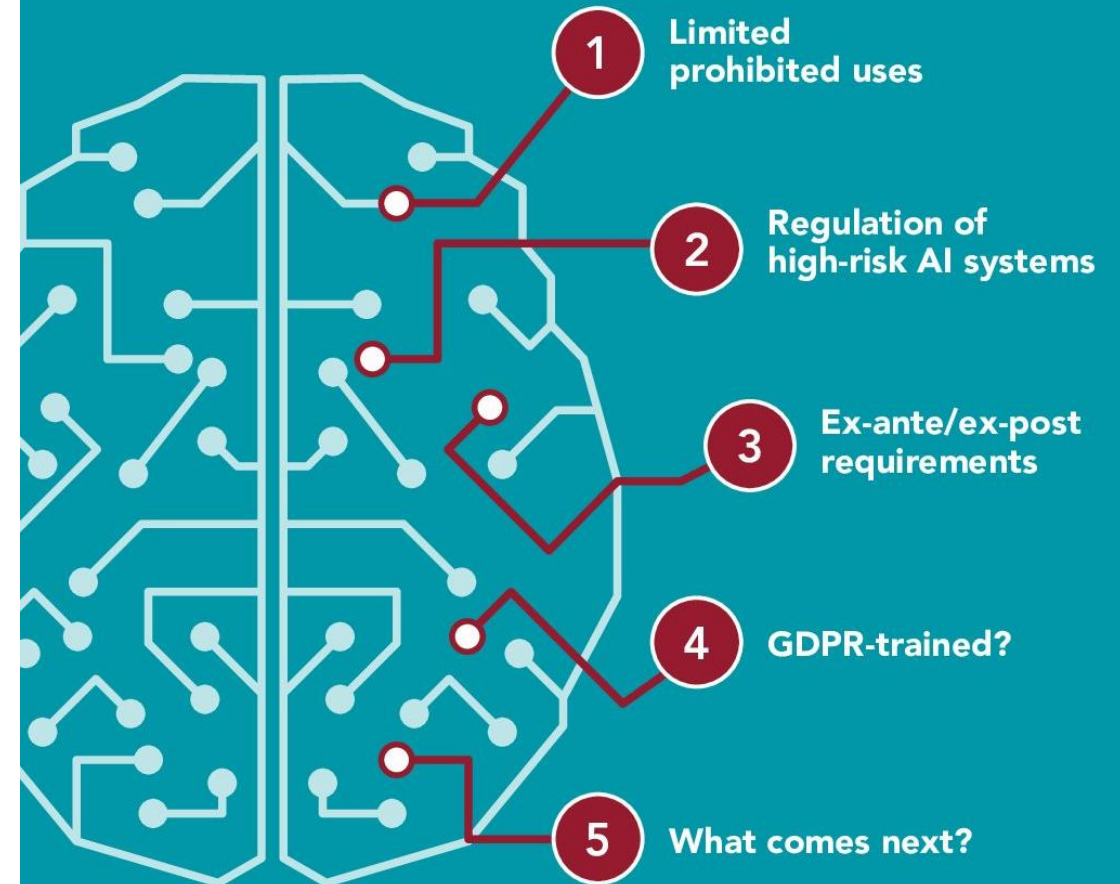 1
Limited
prohibited uses
2
Regulation of
high-risk AI systems
3
Ex-ante/ex-post
requirements
4
GDPR-trained?
5
What comes next?